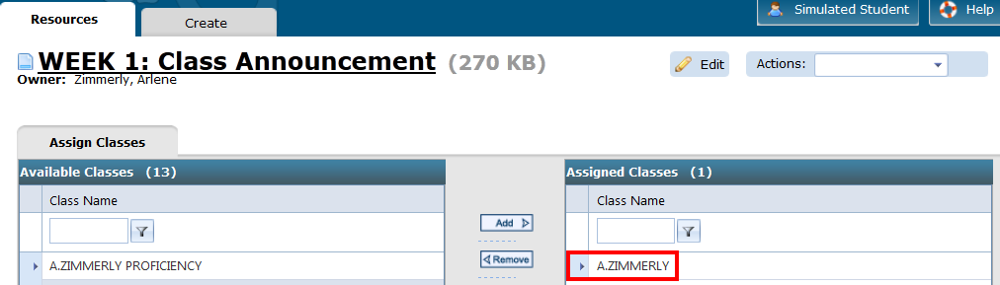 Resources
Create
Simulated Student
Help
WEEK 1: Class Announcement (270 KB)
Owner: Zimmerly, Arlene
Edit
Actions:
Assign Classes
Available Classes (13)
Class Name
A.ZIMMERLY PROFICIENCY
Add
Remove
Assigned Classes (1)
Class Name
A.ZIMMERLY